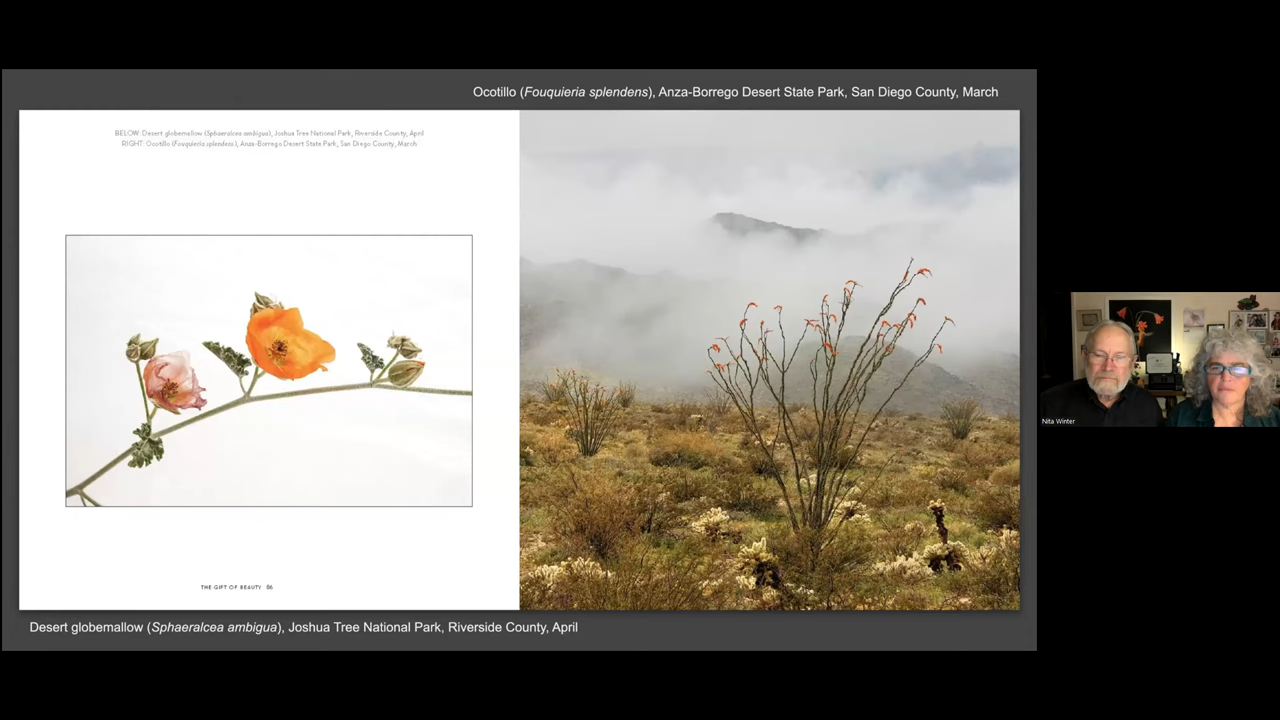 Ocotillo (Fouquieria splendens), Anza-Borrego Desert State Park, San Diego County, March
BELOW: Desert globemallow (Sphaeralcea ambigua), Joshua Tree National Park, Riverside County, April
RIGHT: Ocotillo (Fouquieria splendens), Anza-Borrego Desert State Park, San Diego County, March
THE GIFT OF BEAUTY 86
Desert globemallow (Sphaeralcea ambigua), Joshua Tree National Park, Riverside County, April
Nita Winter